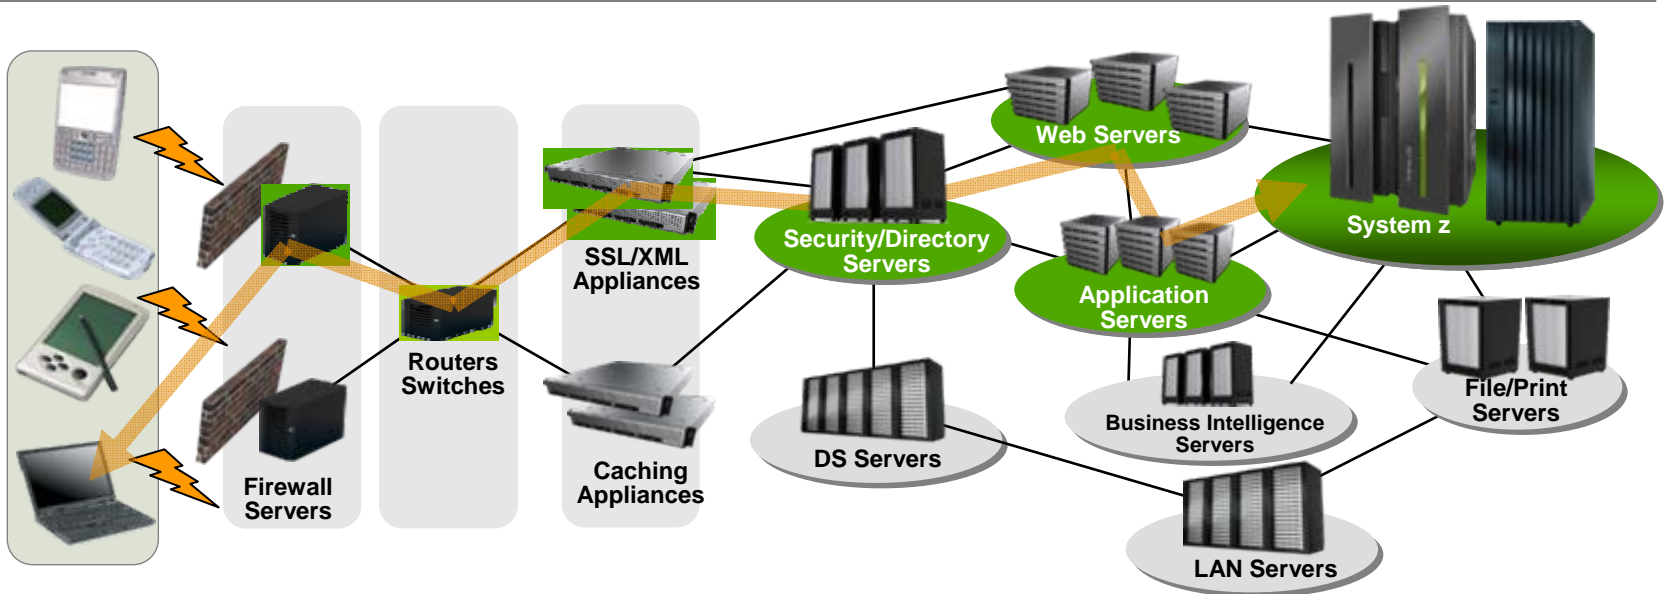 Firewall
Servers
Routers
Switches
SSL/XML
Appliances
Caching
Appliances
Security/Directory
Servers
DS Servers
Web Servers
Application
Servers
Business Intelligence
Servers
LAN Servers
System z
File/Print
Servers